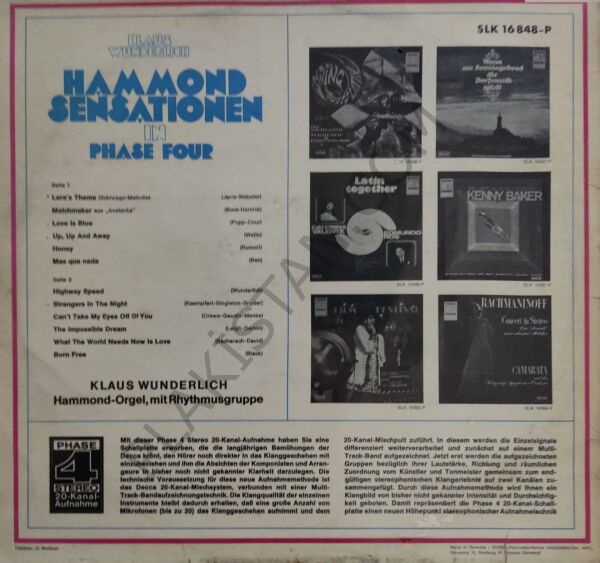 SLK 16 848-P
KLAUS
WUNDERLICH
HAMMOND
SENSATIONEN
IN
PHASE FOUR
Seite 1
Lara's Theme (Schiwago-Melodie) (Jarre-Webster)
Matchmaker aus „Anatevka“ (Bock-Harnick)
Love Is Blue (Popp-Cour)
Up, Up And Away (Webb)
Honey (Russell)
Mas que nada (Ben)
Seite 2
Highway Speed (Wunderlich)
Strangers In The Night (Kaempfert-Singleton-Snyder)
Can't Take My Eyes Off Of You (Crewe-Gaudio-Manke)
The Impossible Dream (Leigh-Darion)
What The World Needs Now Is Love (Bacharach-David)
Born Free (Black)
KLAUS WUNDERLICH
Hammond-Orgel, mit Rhythmusgruppe
Wenn
am Sonntagabend
die
Dorfmusik
spielt
Latin
together
CATERINA
VALENTE
EDMUNDO
ROS
KENNY BAKER
FILM FESTIVAL
RACHMANINOFF
Concert in Stereo
CAMARATA
PHASE
4
STEREO
20-Kanal-
Aufnahme
Mit dieser Phase 4 Stereo 20-Kanal-Aufnahme haben Sie eine
Schallplatte erworben, die die langjährigen Bemühungen der
Decca krönt, den Hörer noch direkter in das Klanggeschehen mit
einzubeziehen und ihm die Absichten der Komponisten und Arran-
geure in bisher noch nicht gekannter Klarheit darzulegen. Die
technische Voraussetzung für diese neue Aufnahmemethode ist
das Decca 20-Kanal-Mischsystem, verbunden mit einer Multi-
Track-Bandaufzeichnungstechnik. Die Klangqualität der einzelnen
Instrumente bleibt dadurch erhalten, daß eine große Anzahl von
Mikrofonen (bis zu 20) das Klanggeschehen aufnimmt und dem
20-Kanal-Mischpult zuführt. In diesem werden die Einzelsignale
differenziert weiterverarbeitet und zunächst auf einem Multi-
Track-Band aufgezeichnet. Jetzt erst werden die aufgezeichneten
Gruppen bezüglich ihrer Lautstärke, Richtung und räumlichen
Zuordnung vom Künstler und Tonmeister gemeinsam zum end-
gültigen stereophonischen Klangerlebnis auf zwei Kanälen zu-
sammengefügt. Durch diese Aufnahmemethode wird Ihnen ein
Klangbild von bisher nicht gekannter Intensität und Durchsichtig-
keit geboten. Damit repräsentiert die Phase 4 20-Kanal-Schall-
platte einen neuen Höhepunkt stereophonischer Aufnahmetechnik